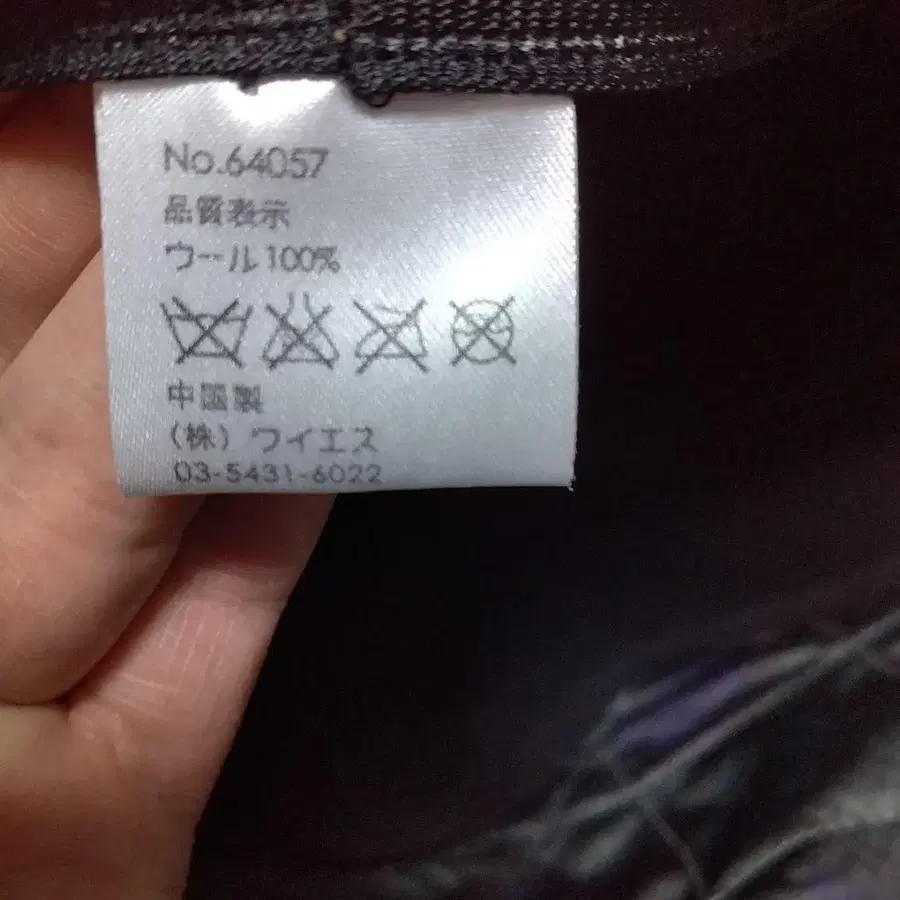 No.64057
品質表示
ウール100%
中国製
(株) ワイエス
03-5431-6022